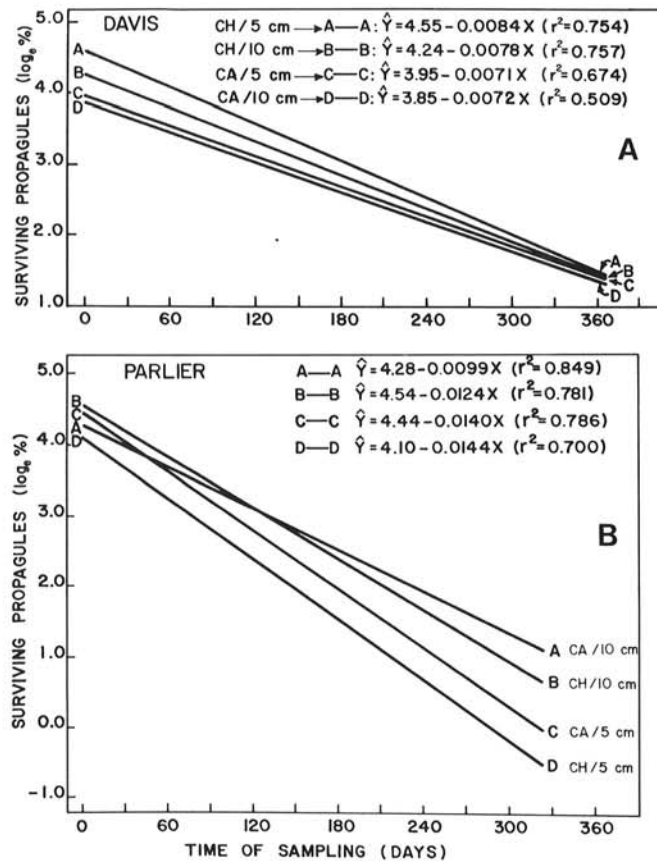 DAVIS
CH/5 cm → A—A: Ŷ=4.55-0.0084X (r²=0.754)
CH/10 cm → B—B: Ŷ=4.24-0.0078X (r²=0.757)
CA/5 cm → C—C: Ŷ=3.95-0.0071X (r²=0.674)
CA/10 cm → D—D: Ŷ=3.85-0.0072X (r²=0.509)
A
SURVIVING PROPAGULES (logₑ%)
5.0
4.0
3.0
2.0
1.0
A
B
C
D
A
B
C
D
0 60 120 180 240 300 360
PARLIER
A—A Ŷ=4.28-0.0099X (r²=0.849)
B—B Ŷ=4.54-0.0124X (r²=0.781)
C—C Ŷ=4.44-0.0140X (r²=0.786)
D—D Ŷ=4.10-0.0144X (r²=0.700)
B
SURVIVING PROPAGULES (logₑ%)
5.0
4.0
3.0
2.0
1.0
0.0
-1.0
B
C
A
D
A CA/10 cm
B CH/10 cm
C CA/5 cm
D CH/5 cm
0 60 120 180 240 300 360
TIME OF SAMPLING (DAYS)